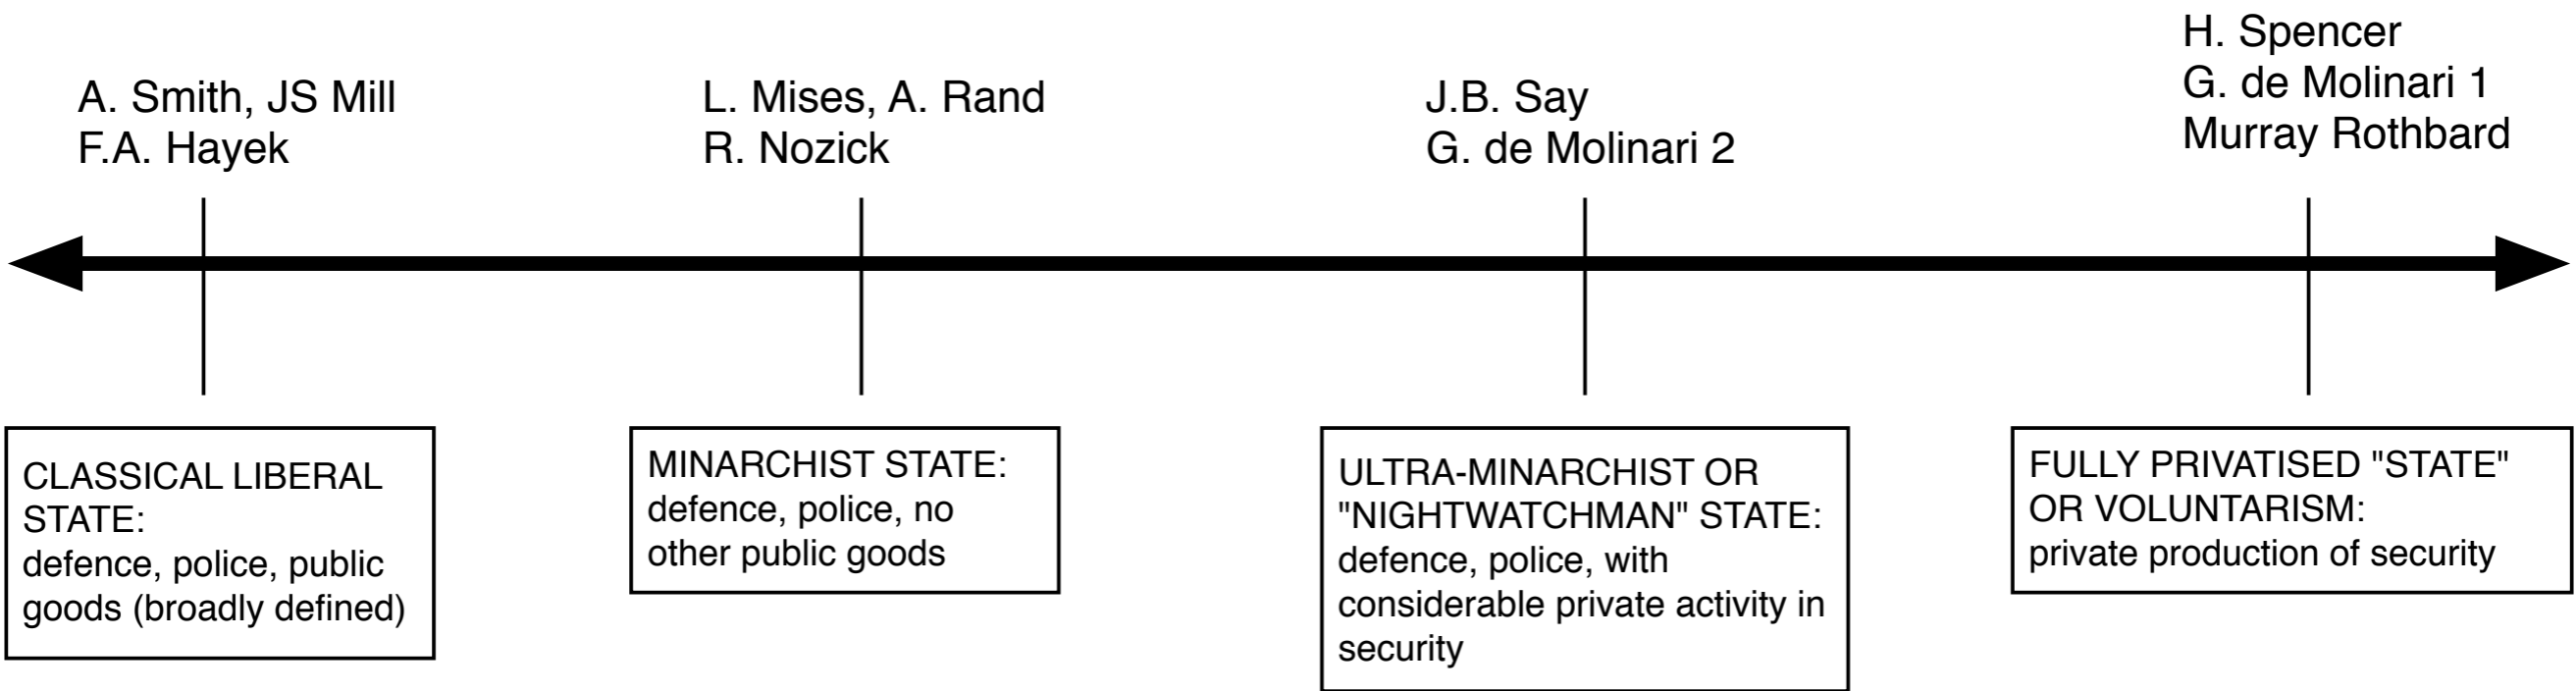 A. Smith, JS Mill
F.A. Hayek
L. Mises, A. Rand
R. Nozick
J.B. Say
G. de Molinari 2
H. Spencer
G. de Molinari 1
Murray Rothbard
CLASSICAL LIBERAL
STATE:
defence, police, public
goods (broadly defined)
MINARCHIST STATE:
defence, police, no
other public goods
ULTRA-MINARCHIST OR
"NIGHTWATCHMAN" STATE:
defence, police, with
considerable private activity in
security
FULLY PRIVATISED "STATE"
OR VOLUNTARISM:
private production of security